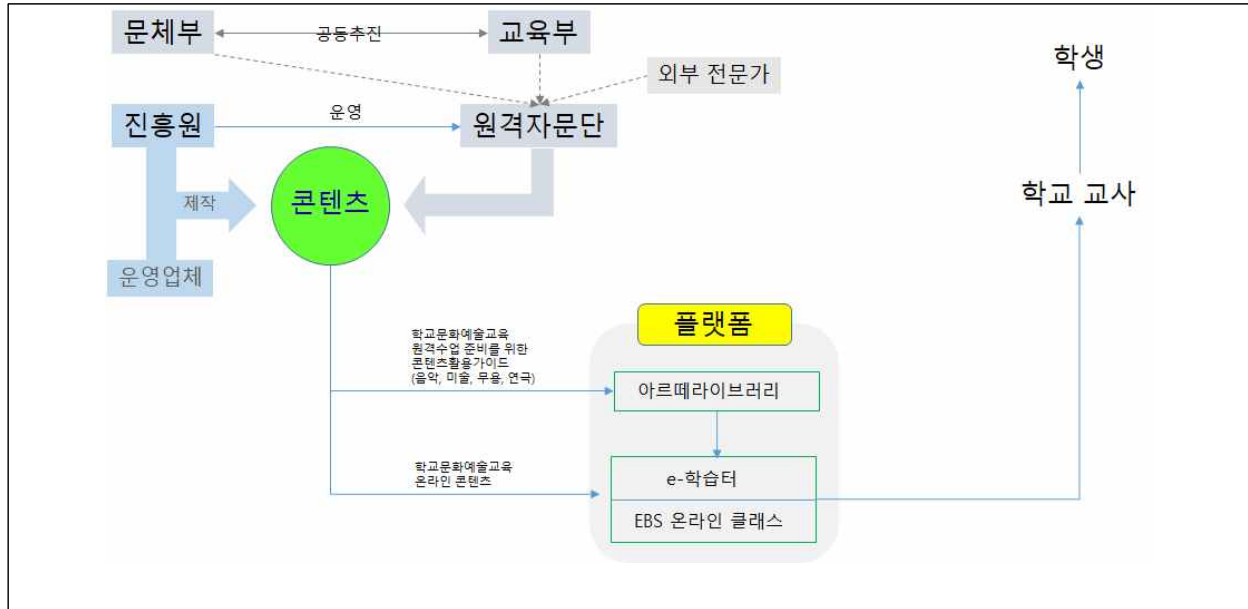 문체부
공동추진
교육부
외부 전문가
학생
진흥원
운영
원격자문단
제작
콘텐츠
학교 교사
운영업체
플랫폼
학교문화예술교육
원격수업 준비를 위한
콘텐츠활용가이드
(음악, 미술, 무용, 연극)
아르떼라이브러리
학교문화예술교육
온라인 콘텐츠
e-학습터
EBS 온라인 클래스